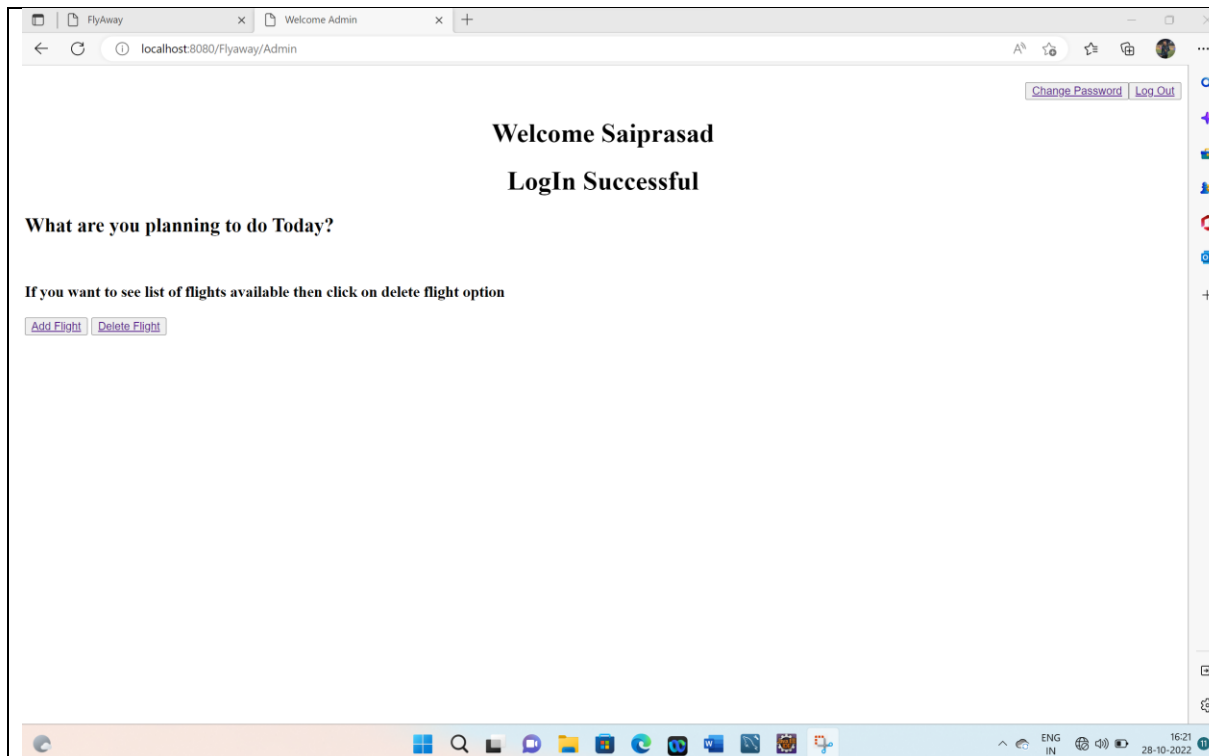 FlyAway
Welcome Admin
localhost:8080/Flyaway/Admin
Change Password Log Out
Welcome Saiprasad
LogIn Successful
What are you planning to do Today?
If you want to see list of flights available then click on delete flight option
Add Flight Delete Flight
ENG
IN
16:21
28-10-2022
11